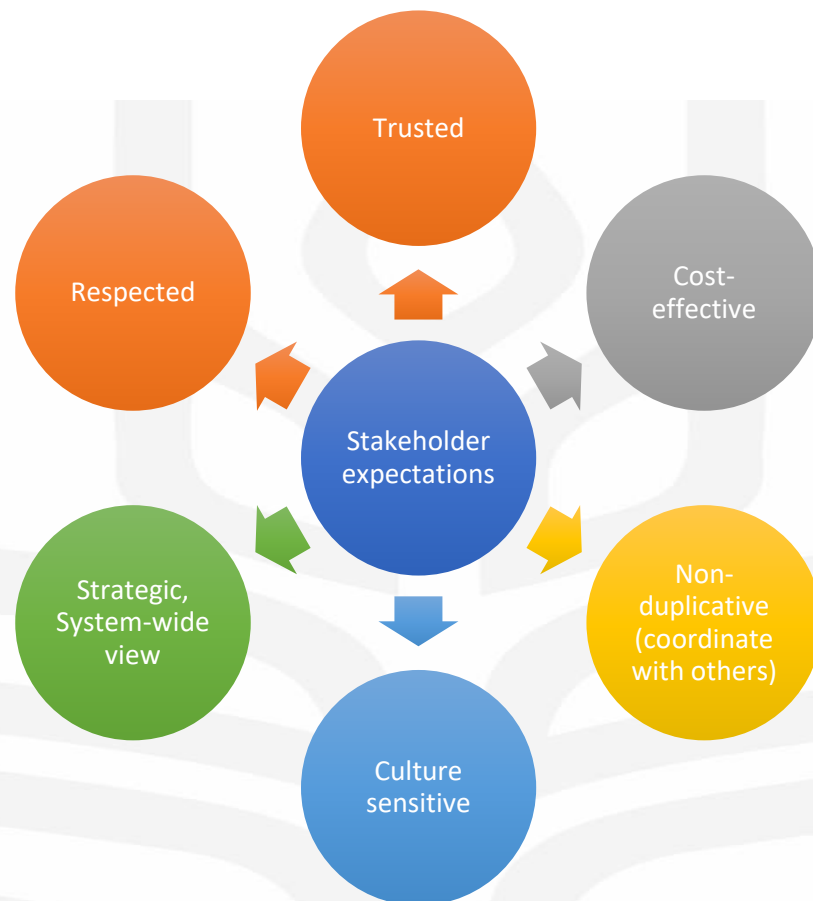 Trusted
Cost-
effective
Respected
Stakeholder
expectations
Non-
duplicative
(coordinate
with others)
Strategic,
System-wide
view
Culture
sensitive